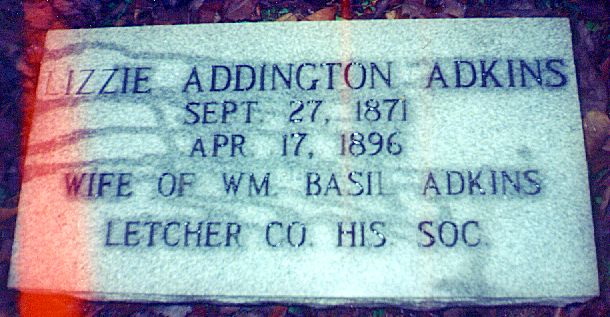 LIZZIE ADDINGTON ADKINS
SEPT. 27, 1871
APR. 17, 1896
WIFE OF WM. BASIL ADKINS
LETCHER CO. HIS. SOC.